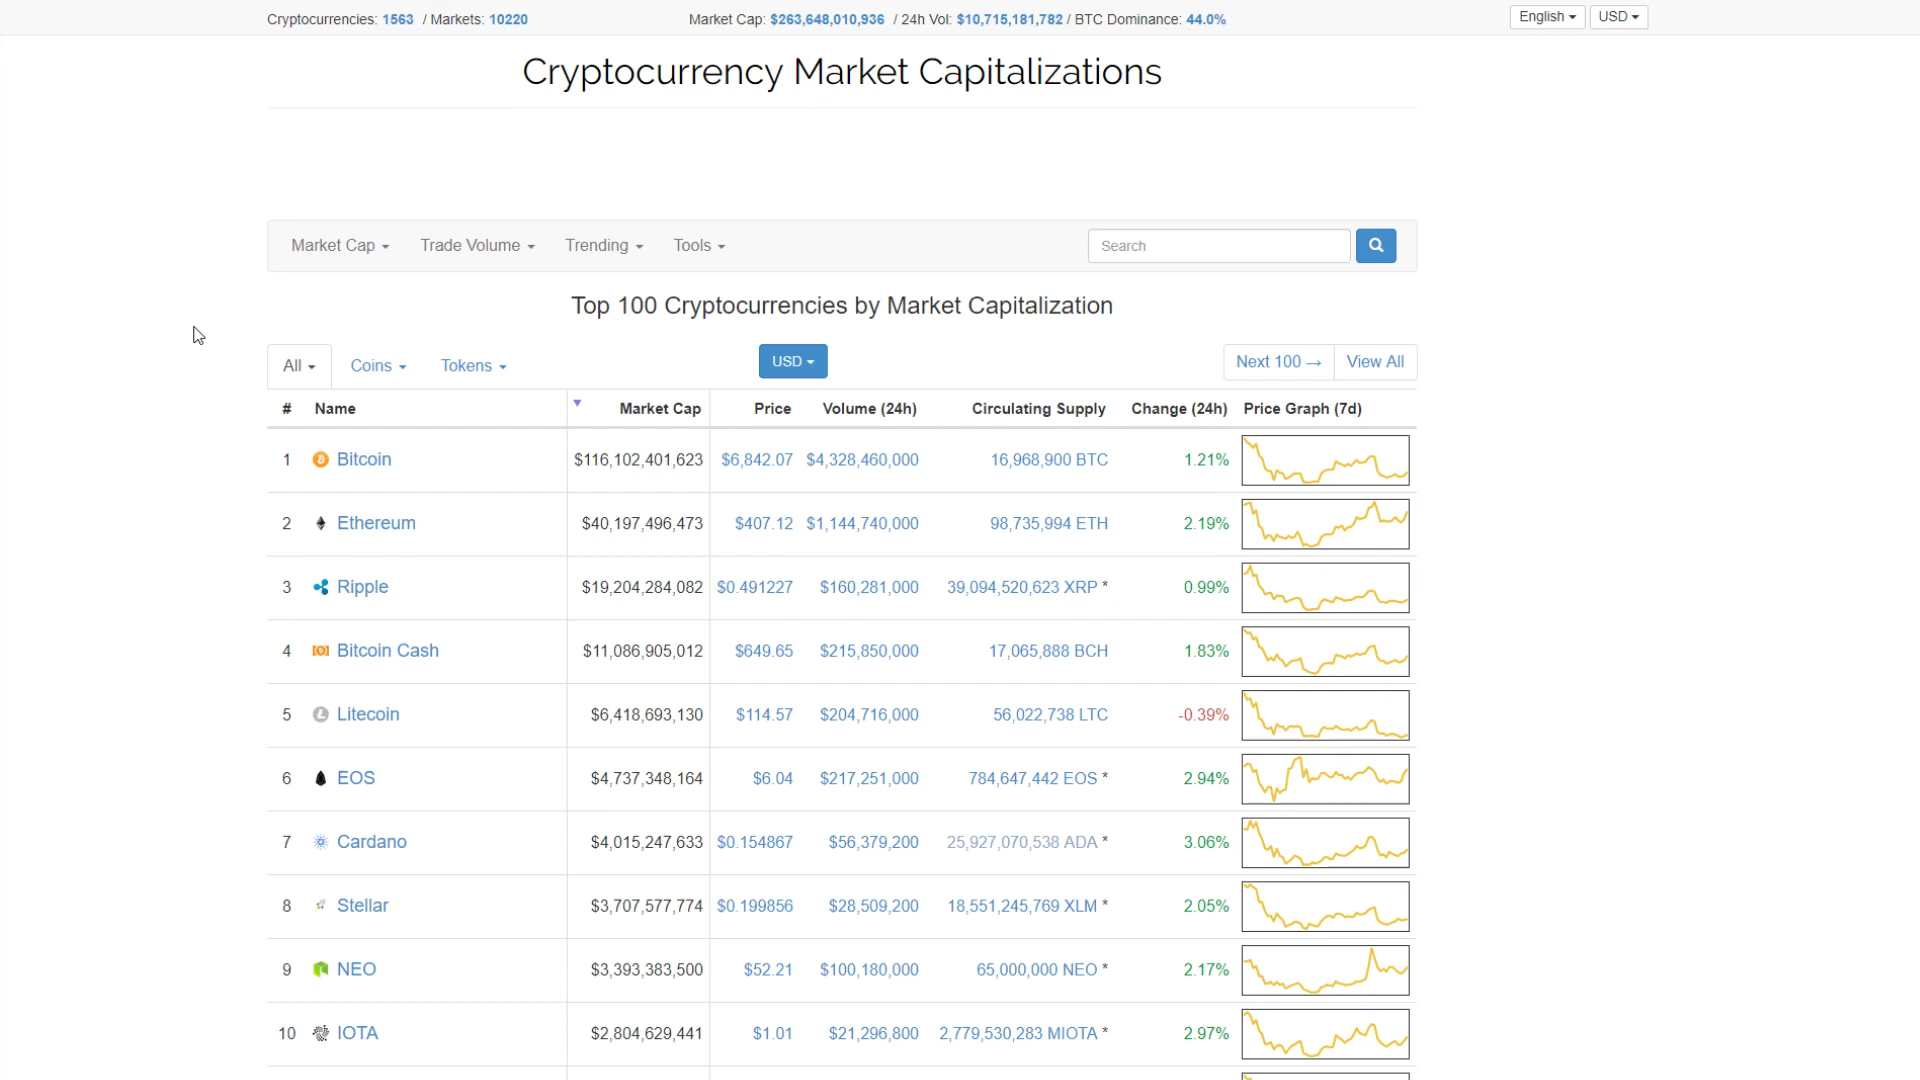 Cryptocurrencies: 1563 / Markets: 10220 Market Cap: $263,648,010,936 / 24h Vol: $10,715,181,782 / BTC Dominance: 44.0% English USD
Cryptocurrency Market Capitalizations
Market Cap Trade Volume Trending Tools Search
Top 100 Cryptocurrencies by Market Capitalization
All Coins Tokens USD Next 100 → View All
# Name Market Cap Price Volume (24h) Circulating Supply Change (24h) Price Graph (7d)
1 Bitcoin $116,102,401,623 $6,842.07 $4,328,460,000 16,968,900 BTC 1.21%
2 Ethereum $40,197,496,473 $407.12 $1,144,740,000 98,735,994 ETH 2.19%
3 Ripple $19,204,284,082 $0.491227 $160,281,000 39,094,520,623 XRP * 0.99%
4 Bitcoin Cash $11,086,905,012 $649.65 $215,850,000 17,065,888 BCH 1.83%
5 Litecoin $6,418,693,130 $114.57 $204,716,000 56,022,738 LTC -0.39%
6 EOS $4,737,348,164 $6.04 $217,251,000 784,647,442 EOS * 2.94%
7 Cardano $4,015,247,633 $0.154867 $56,379,200 25,927,070,538 ADA * 3.06%
8 Stellar $3,707,577,774 $0.199856 $28,509,200 18,551,245,769 XLM * 2.05%
9 NEO $3,393,383,500 $52.21 $100,180,000 65,000,000 NEO * 2.17%
10 IOTA $2,804,629,441 $1.01 $21,296,800 2,779,530,283 MIOTA * 2.97%